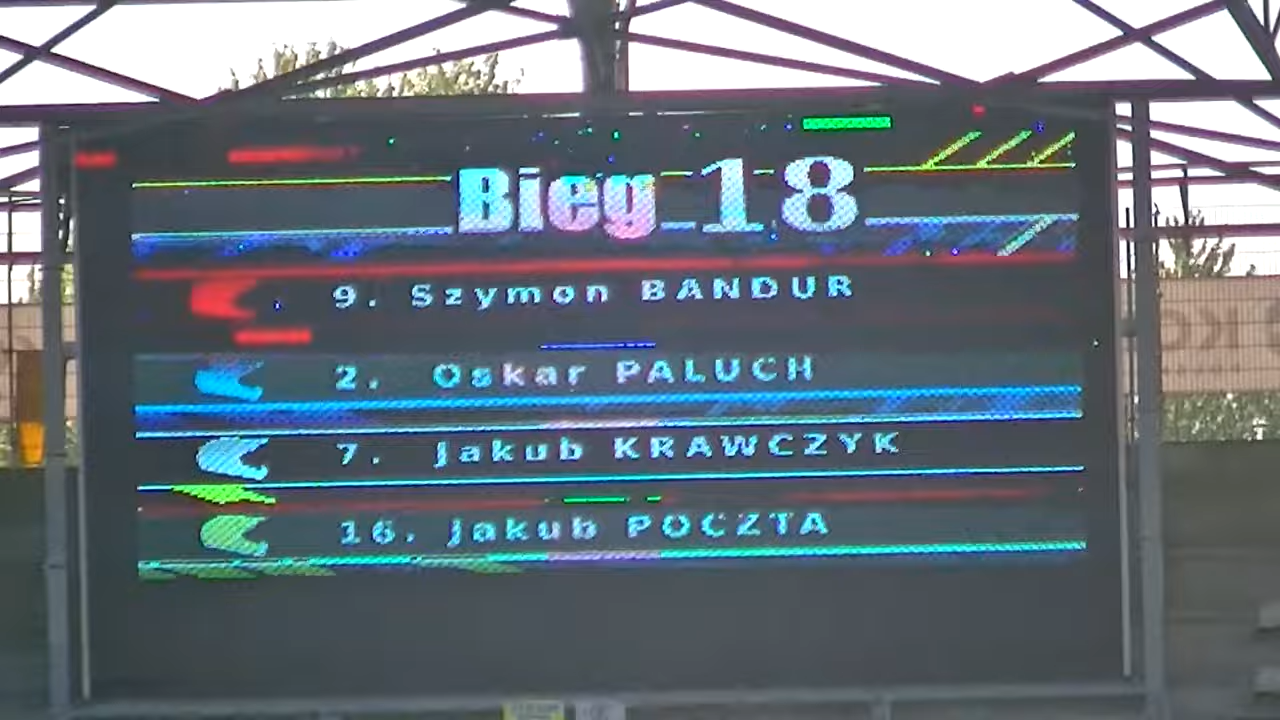 Bieg 18
9. Szymon BANDUR
2. Oskar PALUCH
7. Jakub KRAWCZYK
16. Jakub POCZTA